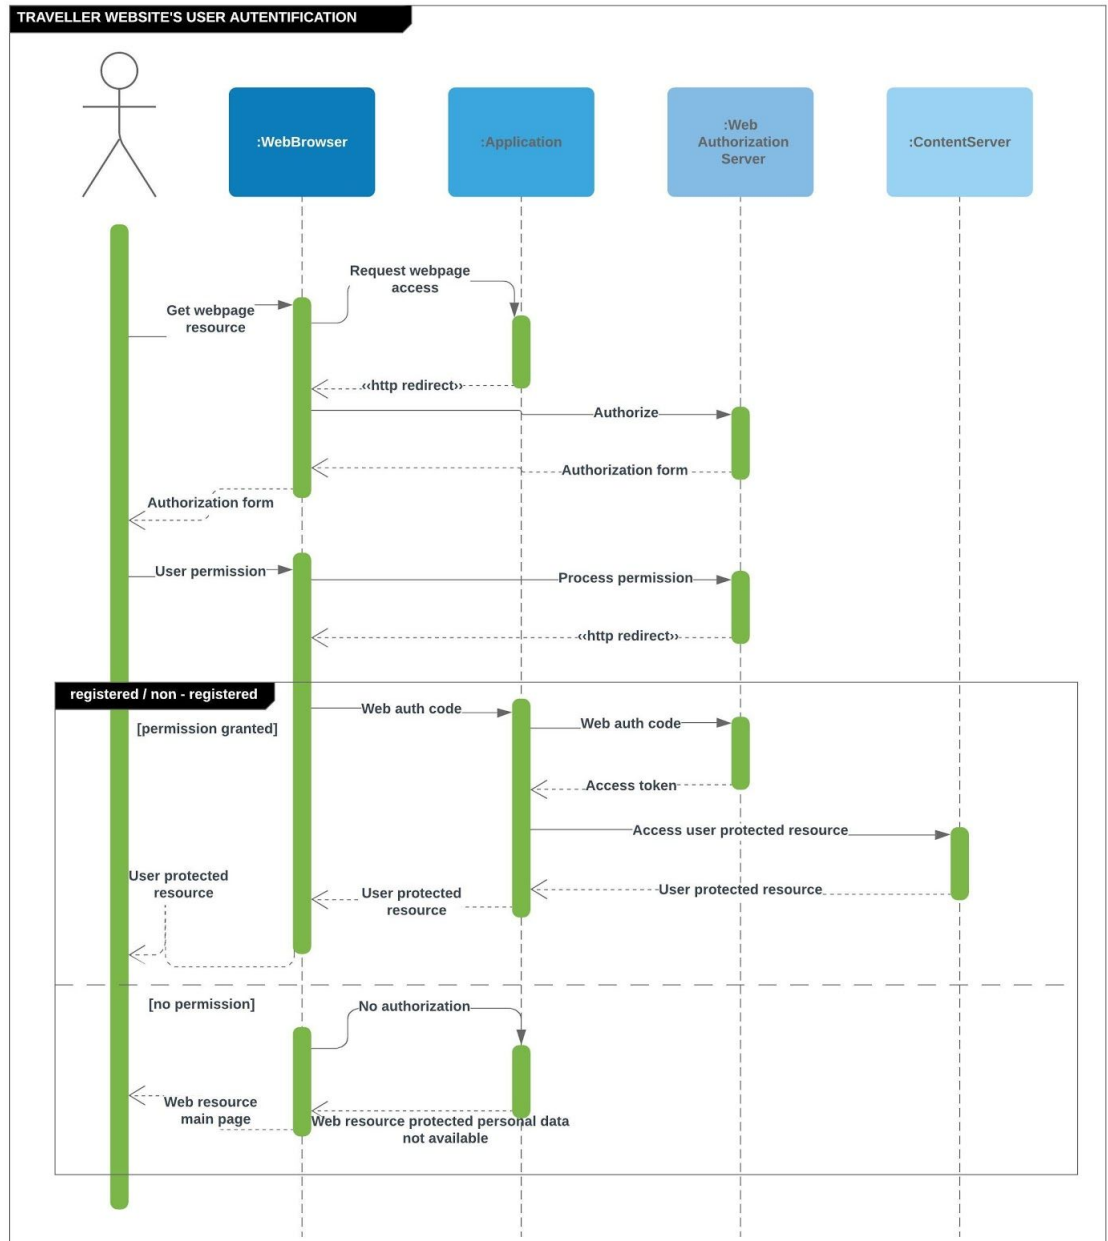 TRAVELLER WEBSITE'S USER AUTENTIFICATION
:WebBrowser
:Application
:Web
Authorization
Server
:ContentServer
Request webpage
access
Get webpage
resource
‹‹http redirect››
Authorize
Authorization form
Authorization form
User permission
Process permission
‹‹http redirect››
registered / non - registered
[permission granted]
Web auth code
Web auth code
Access token
Access user protected resource
User protected
resource
User protected
resource
User protected resource
[no permission]
No authorization
Web resource
main page
Web resource protected personal data
not available